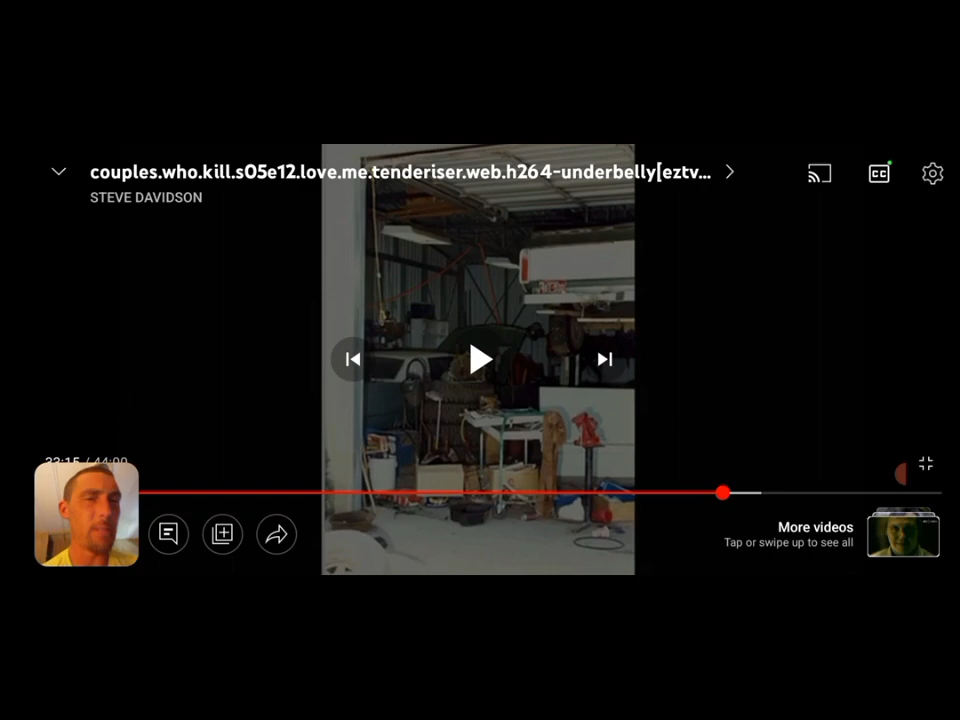 couples.who.kill.s05e12.love.me.tenderiser.web.h264-underbelly[eztv...
CC
STEVE DAVIDSON
More videos
Tap or swipe up to see all